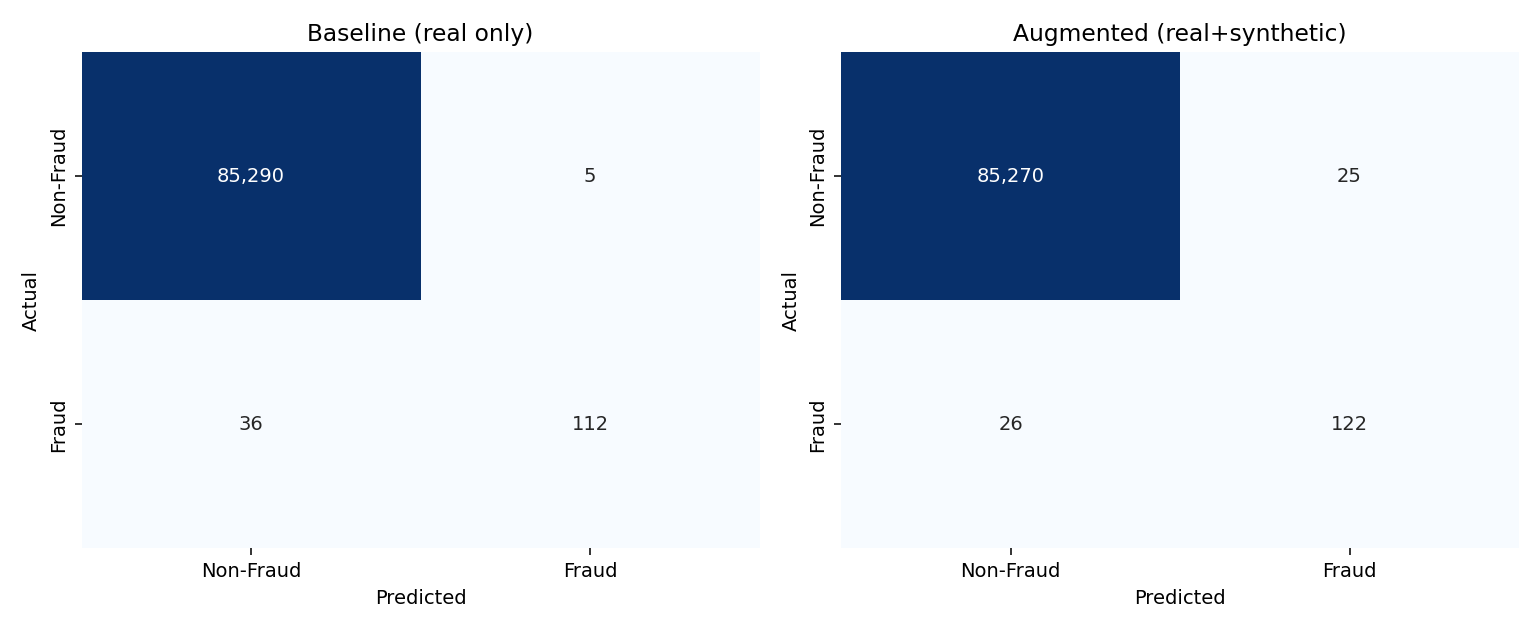 Baseline (real only)
Actual
Non-Fraud
Fraud
85,290
5
36
112
Non-Fraud
Fraud
Predicted
Augmented (real+synthetic)
Actual
Non-Fraud
Fraud
85,270
25
26
122
Non-Fraud
Fraud
Predicted